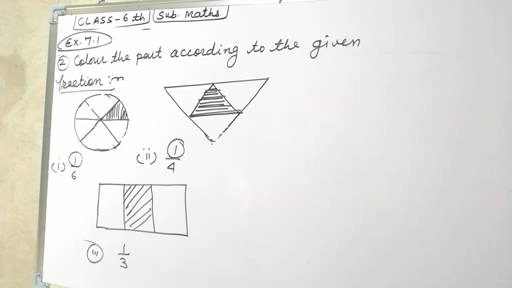 CLASS-6th Sub. Maths
Ex. 7.1
② Colour the part according to the given
fraction :-
(i) 1/6 (ii) 1/4
(iii) 1/3